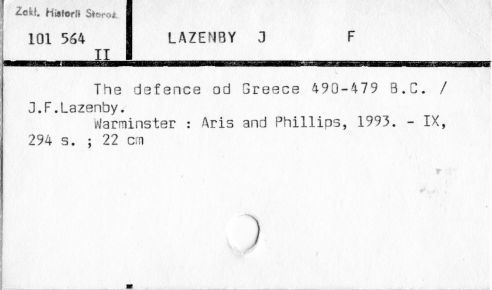 Zakł. Historii Staroż.
101 564
II
LAZENBY J F
The defence od Greece 490-479 B.C. /
J.F.Lazenby.
Warminster : Aris and Phillips, 1993. - IX,
294 s. ; 22 cm